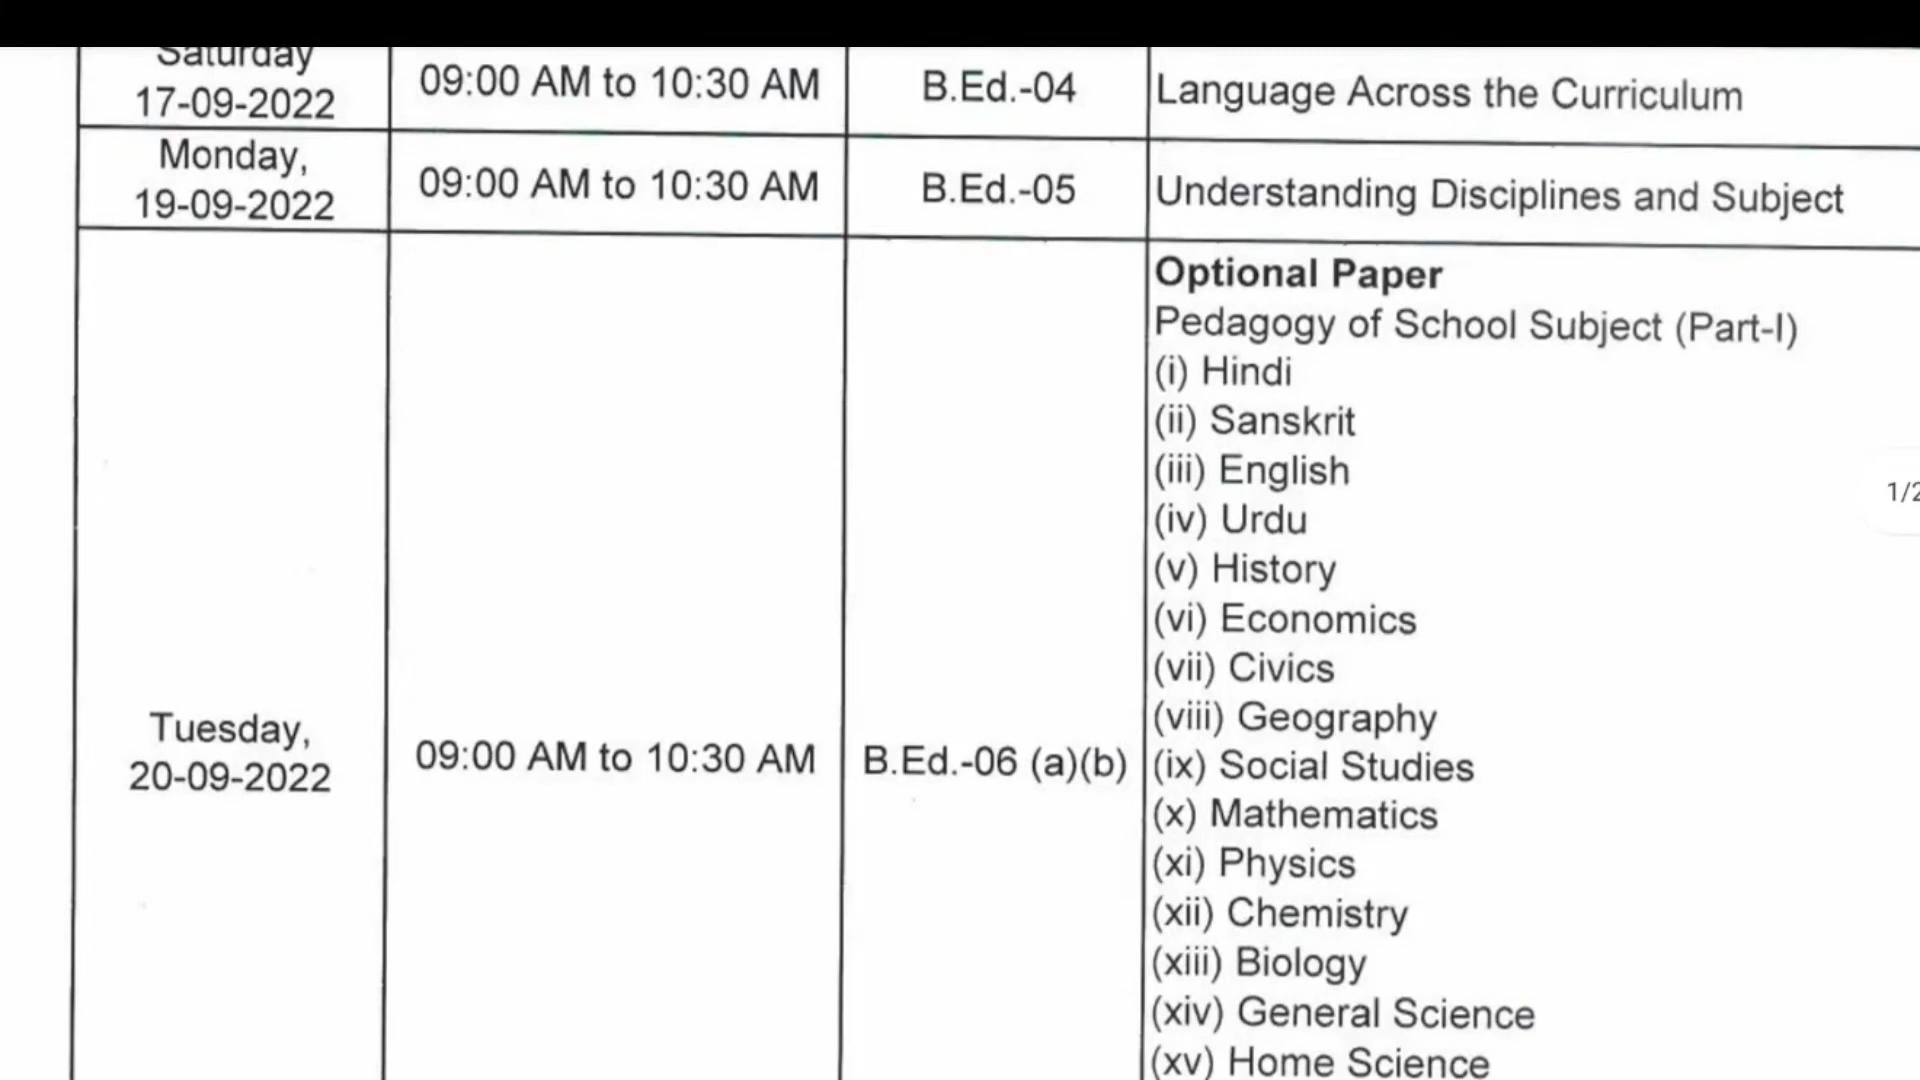 Saturday
17-09-2022
09:00 AM to 10:30 AM
B.Ed.-04
Language Across the Curriculum
Monday,
19-09-2022
09:00 AM to 10:30 AM
B.Ed.-05
Understanding Disciplines and Subject
Tuesday,
20-09-2022
09:00 AM to 10:30 AM
B.Ed.-06 (a)(b)
Optional Paper
Pedagogy of School Subject (Part-I)
(i) Hindi
(ii) Sanskrit
(iii) English
(iv) Urdu
(v) History
(vi) Economics
(vii) Civics
(viii) Geography
(ix) Social Studies
(x) Mathematics
(xi) Physics
(xii) Chemistry
(xiii) Biology
(xiv) General Science
(xv) Home Science
1/2